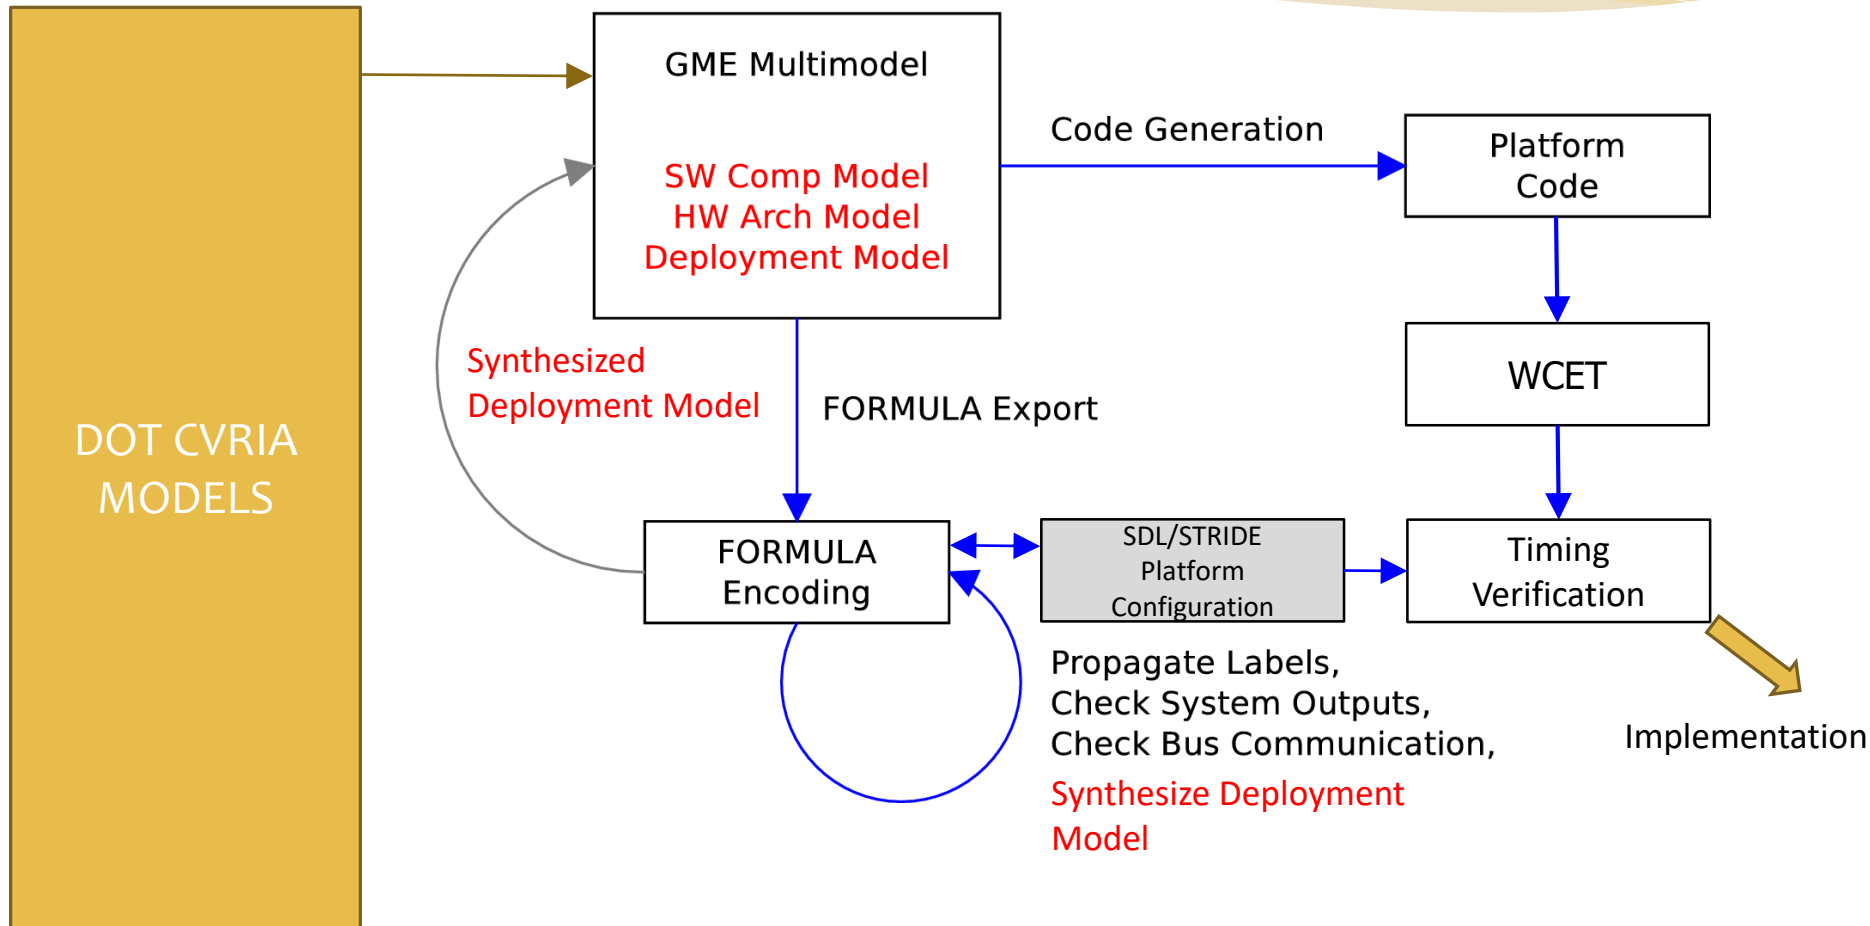 DOT CVRIA
MODELS
GME Multimodel
SW Comp Model
HW Arch Model
Deployment Model
Code Generation
Platform
Code
WCET
Synthesized
Deployment Model
FORMULA Export
FORMULA
Encoding
SDL/STRIDE
Platform
Configuration
Timing
Verification
Propagate Labels,
Check System Outputs,
Check Bus Communication,
Synthesize Deployment
Model
Implementation